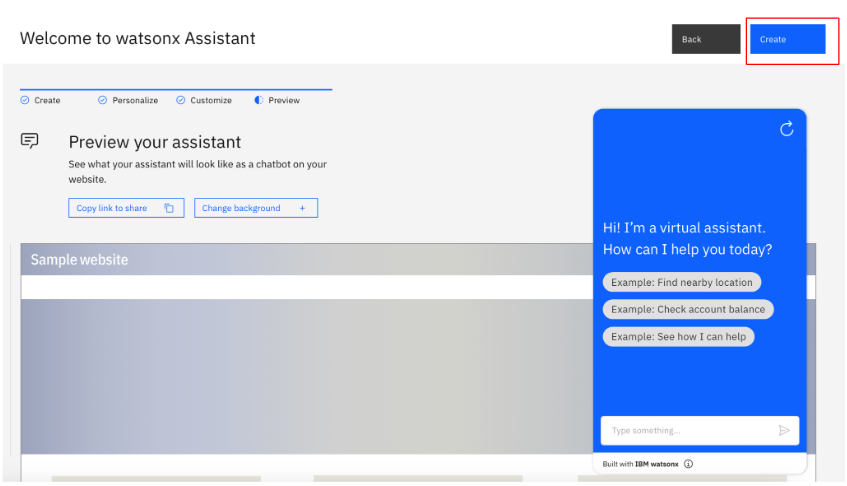 Welcome to watsonx Assistant
Back
Create
Create
Personalize
Customize
Preview
Preview your assistant
See what your assistant will look like as a chatbot on your
website.
Copy link to share
Change background +
Sample website
Hi! I'm a virtual assistant.
How can I help you today?
Example: Find nearby location
Example: Check account balance
Example: See how I can help
Type something...
Built with IBM watsonx